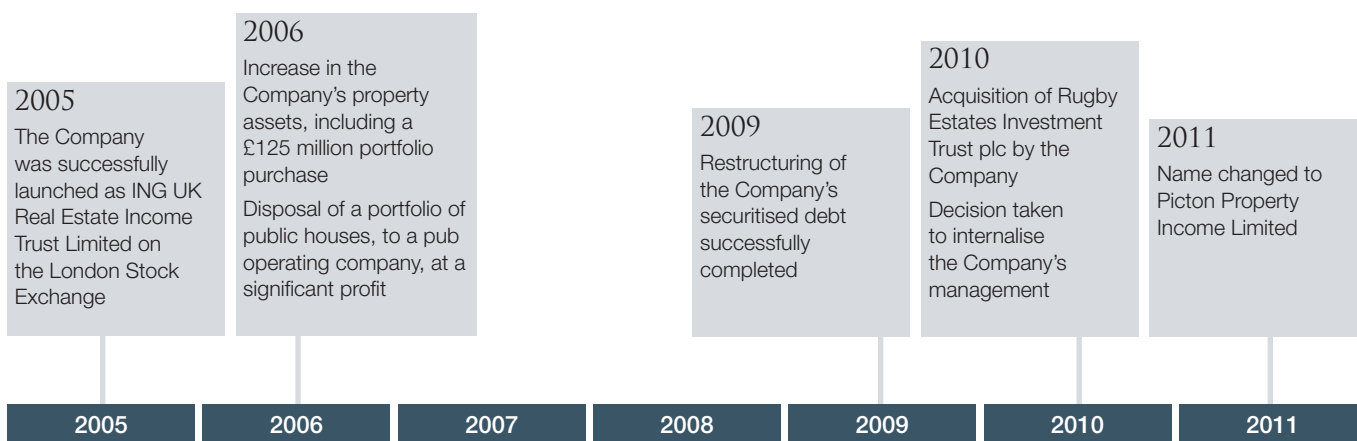 2005
The Company
was successfully
launched as ING UK
Real Estate Income
Trust Limited on
the London Stock
Exchange
2006
Increase in the
Company's property
assets, including a
£125 million portfolio
purchase
Disposal of a portfolio of
public houses, to a pub
operating company, at a
significant profit
2009
Restructuring of
the Company's
securitised debt
successfully
completed
2010
Acquisition of Rugby
Estates Investment
Trust plc by the
Company
Decision taken
to internalise
the Company's
management
2011
Name changed to
Picton Property
Income Limited
2005 2006 2007 2008 2009 2010 2011